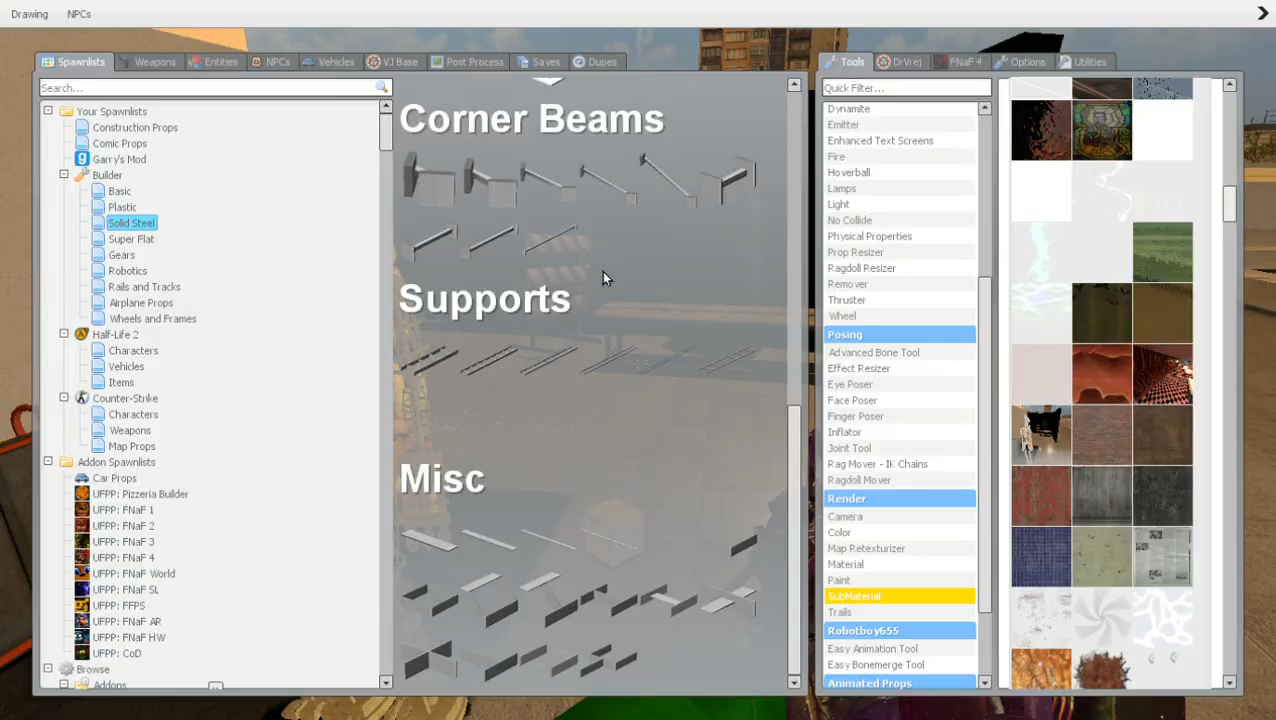 Drawing NPCs
Spawnlists Weapons Entities NPCs Vehicles VJ Base Post Process Saves Dupes
Search...
Your Spawnlists
Construction Props
Comic Props
Garry's Mod
Builder
Basic
Plastic
Solid Steel
Super Flat
Gears
Robotics
Rails and Tracks
Airplane Props
Wheels and Frames
Half-Life 2
Characters
Vehicles
Items
Counter-Strike
Characters
Weapons
Map Props
Addon Spawnlists
Car Props
UFPP: Pizzeria Builder
UFPP: FNaF 1
UFPP: FNaF 2
UFPP: FNaF 3
UFPP: FNaF 4
UFPP: FNaF World
UFPP: FNaF SL
UFPP: FFPS
UFPP: FNaF AR
UFPP: FNaF HW
UFPP: CoD
Browse
Addons
Corner Beams
Supports
Misc
Tools DrVrej FNaF 4 Options Utilities
Quick Filter...
Dynamite
Emitter
Enhanced Text Screens
Fire
Hoverball
Lamps
Light
No Collide
Physical Properties
Prop Resizer
Ragdoll Resizer
Remover
Thruster
Wheel
Posing
Advanced Bone Tool
Effect Resizer
Eye Poser
Face Poser
Finger Poser
Inflator
Joint Tool
Rag Mover - IK Chains
Ragdoll Mover
Render
Camera
Color
Map Retexturizer
Material
Paint
SubMaterial
Trails
Robotboy655
Easy Animation Tool
Easy Bonemerge Tool
Animated Props